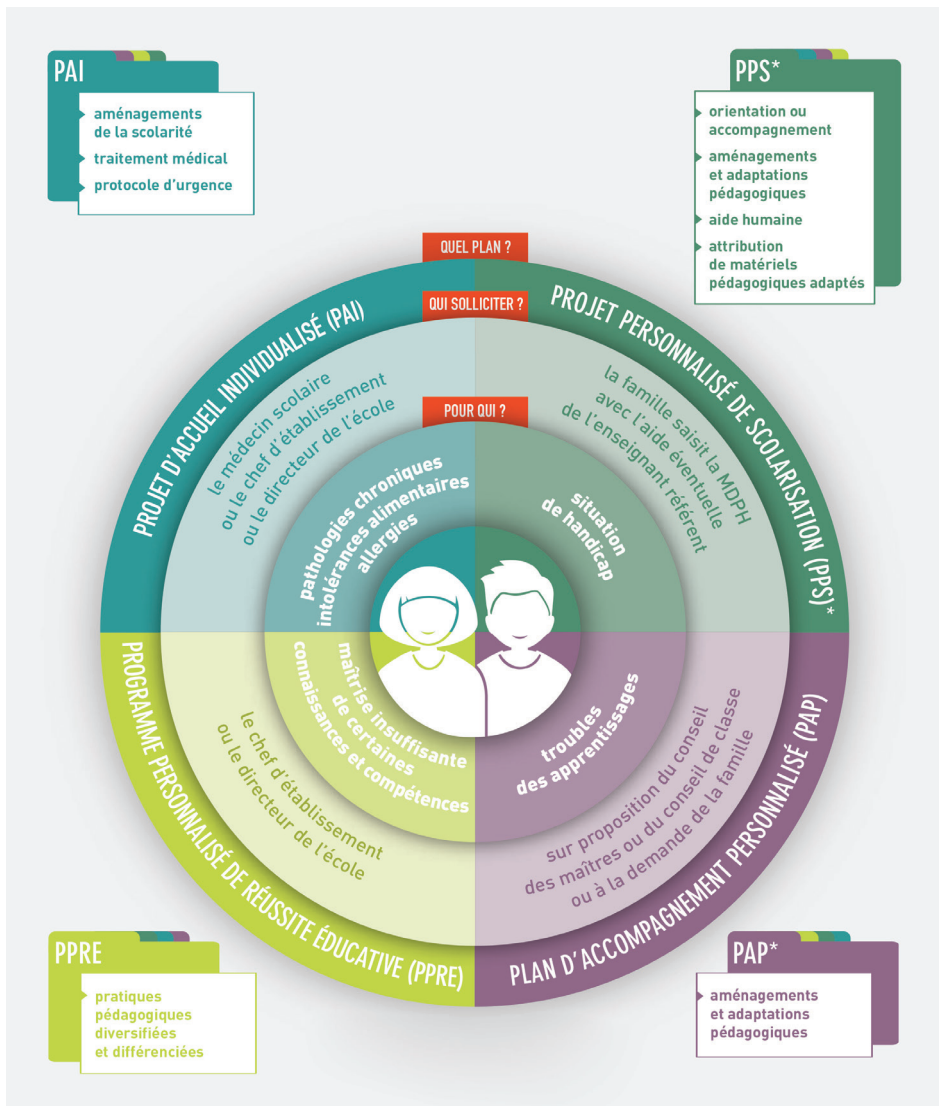 PAI
aménagements
de la scolarité
traitement médical
protocole d'urgence
PPS*
orientation ou
accompagnement
aménagements
et adaptations
pédagogiques
aide humaine
attribution
de matériels
pédagogiques adaptés
QUEL PLAN ?
QUI SOLLICITER ?
POUR QUI ?
PROJET D'ACCUEIL INDIVIDUALISÉ (PAI)
le médecin scolaire
ou le chef d'établissement
ou le directeur de l'école
pathologies chroniques
intolérances alimentaires
allergies
PROJET PERSONNALISÉ DE SCOLARISATION (PPS)*
la famille saisit la MDPH
avec l'aide éventuelle
de l'enseignant référent
situation
de handicap
PROGRAMME PERSONNALISÉ DE RÉUSSITE ÉDUCATIVE (PPRE)
le chef d'établissement
ou le directeur de l'école
maîtrise insuffisante
de certaines
connaissances et compétences
PLAN D'ACCOMPAGNEMENT PERSONNALISÉ (PAP)
sur proposition du conseil
des maîtres ou du conseil de classe
ou à la demande de la famille
troubles
des apprentissages
PPRE
pratiques
pédagogiques
diversifiées
et différenciées
PAP*
aménagements
et adaptations
pédagogiques